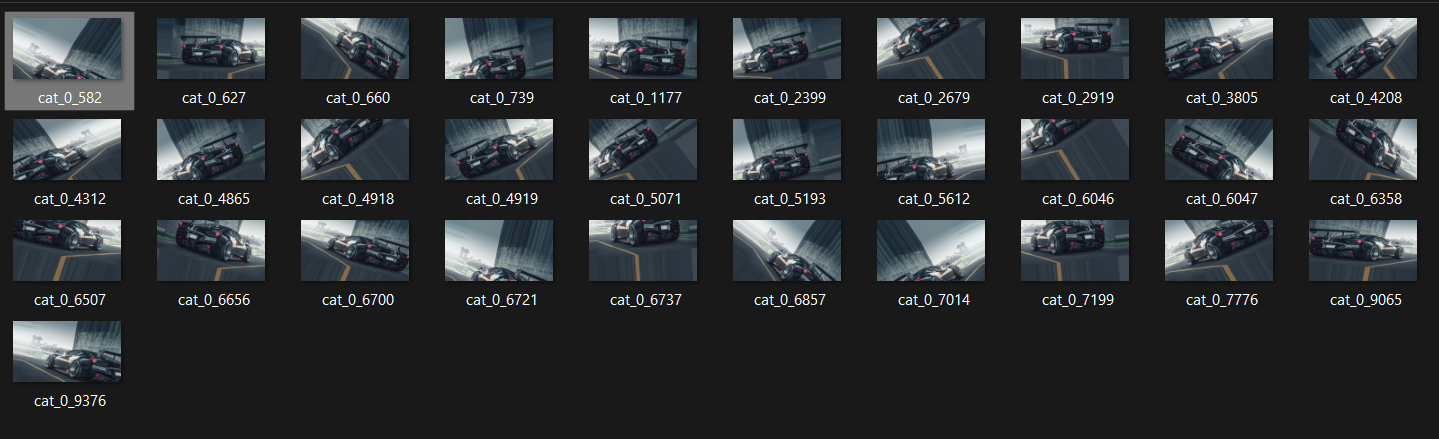 cat_0_582 cat_0_627 cat_0_660 cat_0_739 cat_0_1177 cat_0_2399 cat_0_2679 cat_0_2919 cat_0_3805 cat_0_4208
cat_0_4312 cat_0_4865 cat_0_4918 cat_0_4919 cat_0_5071 cat_0_5193 cat_0_5612 cat_0_6046 cat_0_6047 cat_0_6358
cat_0_6507 cat_0_6656 cat_0_6700 cat_0_6721 cat_0_6737 cat_0_6857 cat_0_7014 cat_0_7199 cat_0_7776 cat_0_9065
cat_0_9376